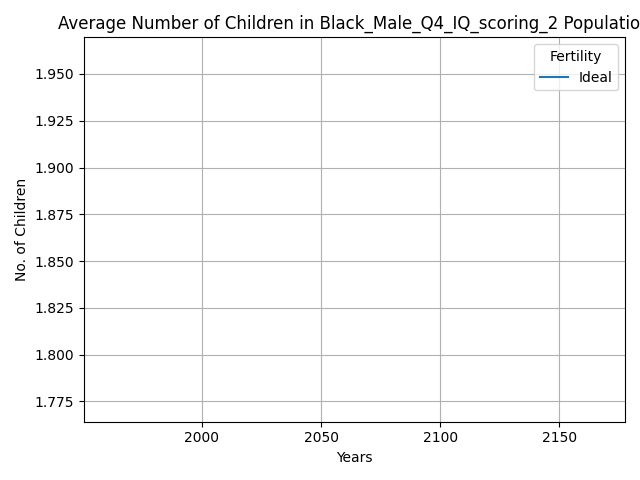 Average Number of Children in Black_Male_Q4_IQ_scoring_2 Populatio
Fertility
Ideal
1.950
1.925
1.900
1.875
1.850
1.825
1.800
1.775
No. of Children
2000 2050 2100 2150
Years